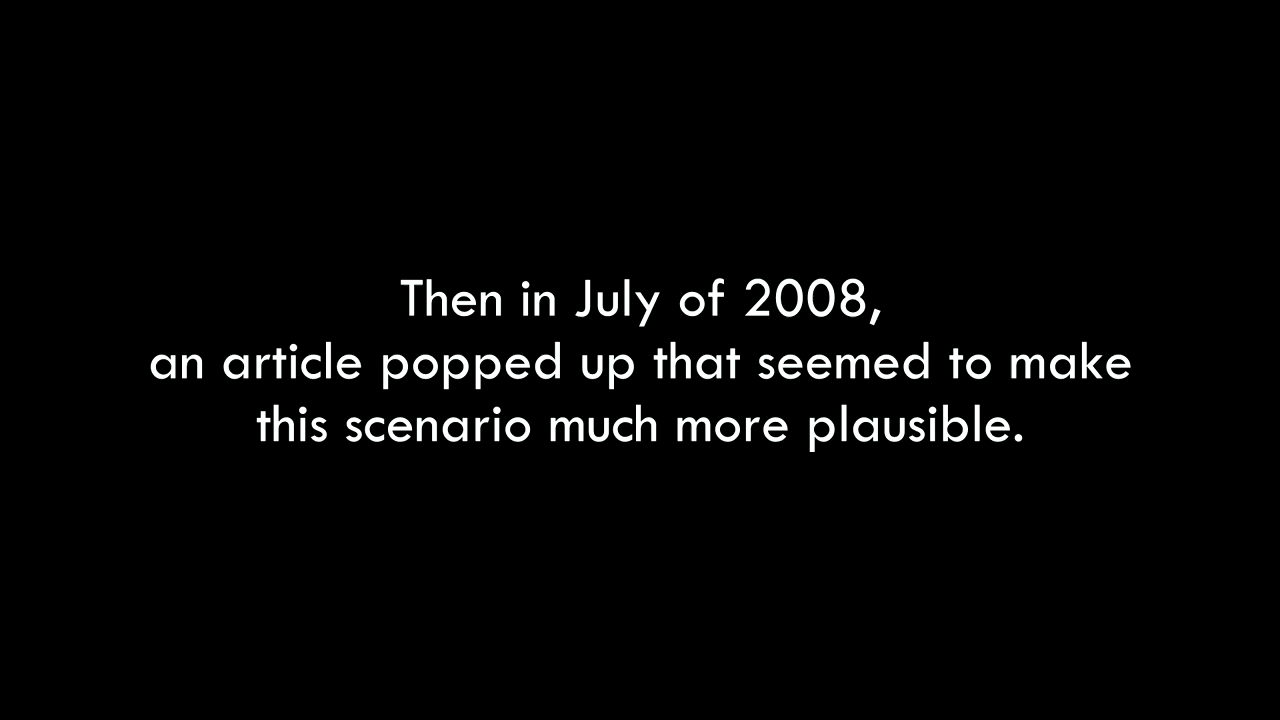 Then in July of 2008,
an article popped up that seemed to make
this scenario much more plausible.